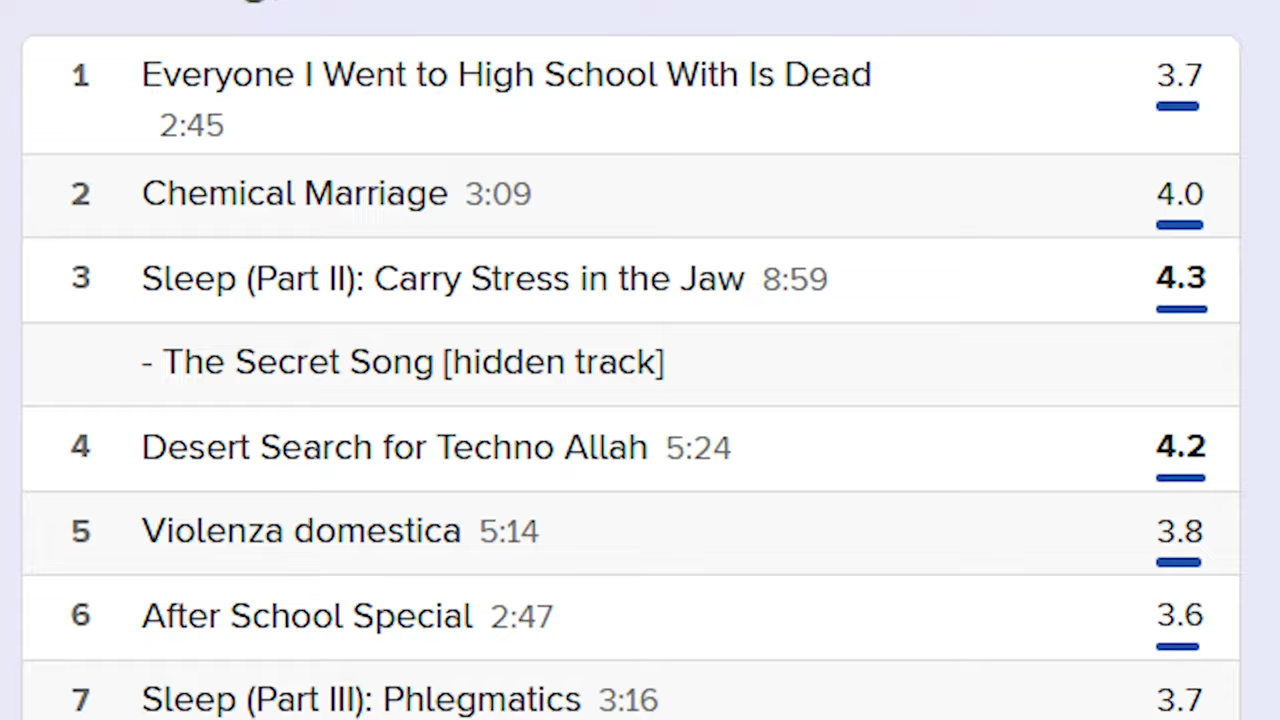 1 Everyone I Went to High School With Is Dead 3.7
2:45
2 Chemical Marriage 3:09 4.0
3 Sleep (Part II): Carry Stress in the Jaw 8:59 4.3
- The Secret Song [hidden track]
4 Desert Search for Techno Allah 5:24 4.2
5 Violenza domestica 5:14 3.8
6 After School Special 2:47 3.6
7 Sleep (Part III): Phlegmatics 3:16 3.7